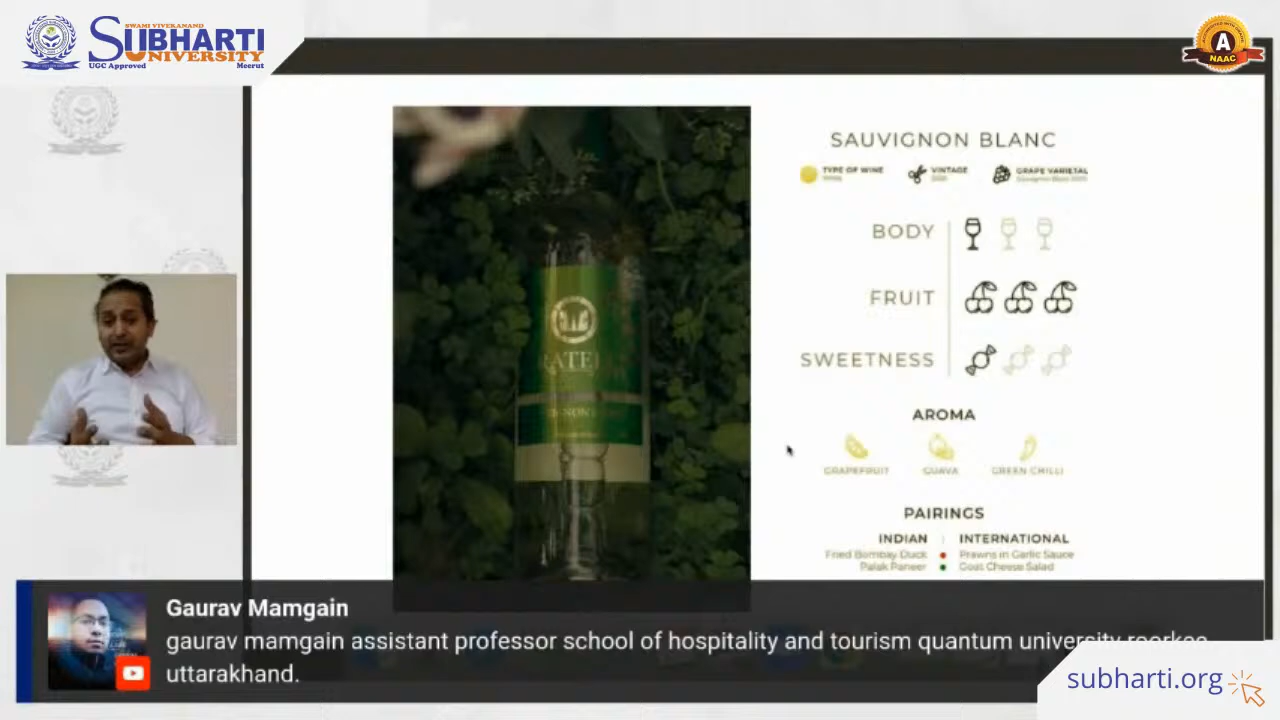 SWAMI VIVEKANAND
SUBHARTI
UNIVERSITY
UGC Approved Meerut
A
NAAC
SAUVIGNON BLANC
TYPE OF WINE
VINTAGE
GRAPE VARIETAL
BODY
FRUIT
SWEETNESS
AROMA
GRAPEFRUIT GUAVA GREEN CHILLI
PAIRINGS
INDIAN INTERNATIONAL
Fried Bombay Duck Prawns in Garlic Sauce
Palak Paneer Goat Cheese Salad
Gaurav Mamgain
gaurav mamgain assistant professor school of hospitality and tourism quantum university roorkee
uttarakhand.
subharti.org